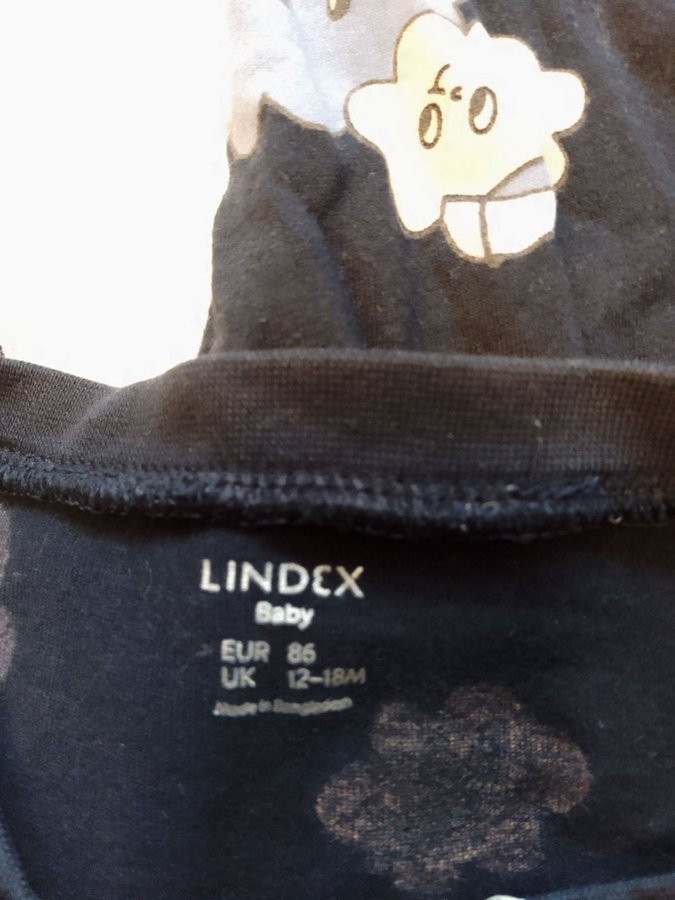 LINDEX
Baby
EUR 86
UK 12-18M
Made in Bangladesh